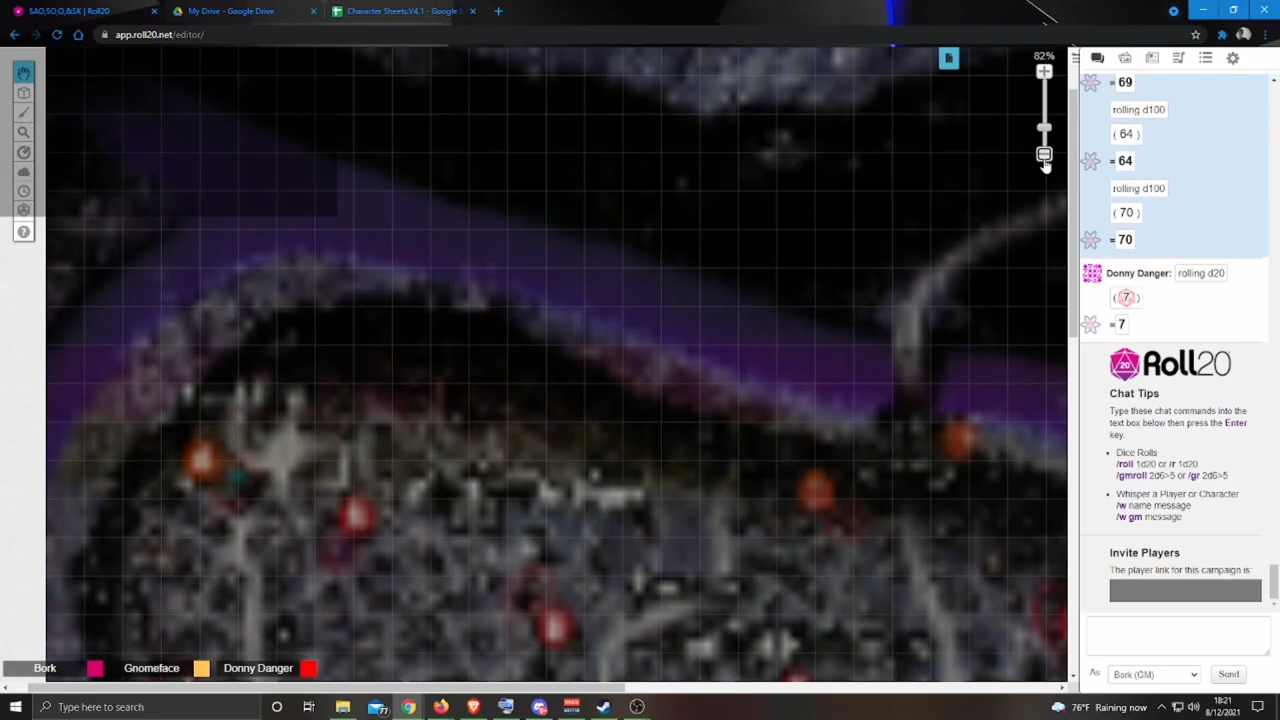 SAO,SO,O,&SK | Roll20
My Drive - Google Drive
Character Sheets.V4.1 - Google S
app.roll20.net/editor/
82%
= 69
rolling d100
( 64 )
= 64
rolling d100
( 70 )
= 70
Donny Danger: rolling d20
( 7 )
= 7
20 Roll20
Chat Tips
Type these chat commands into the
text box below then press the Enter
key.
Dice Rolls
/roll 1d20 or /r 1d20
/gmroll 2d6>5 or /gr 2d6>5
Whisper a Player or Character
/w name message
/w gm message
Invite Players
The player link for this campaign is:
Bork
Gnomeface
Donny Danger
As
Bork (GM)
Send
Type here to search
76°F Raining now
18:21
8/12/2021